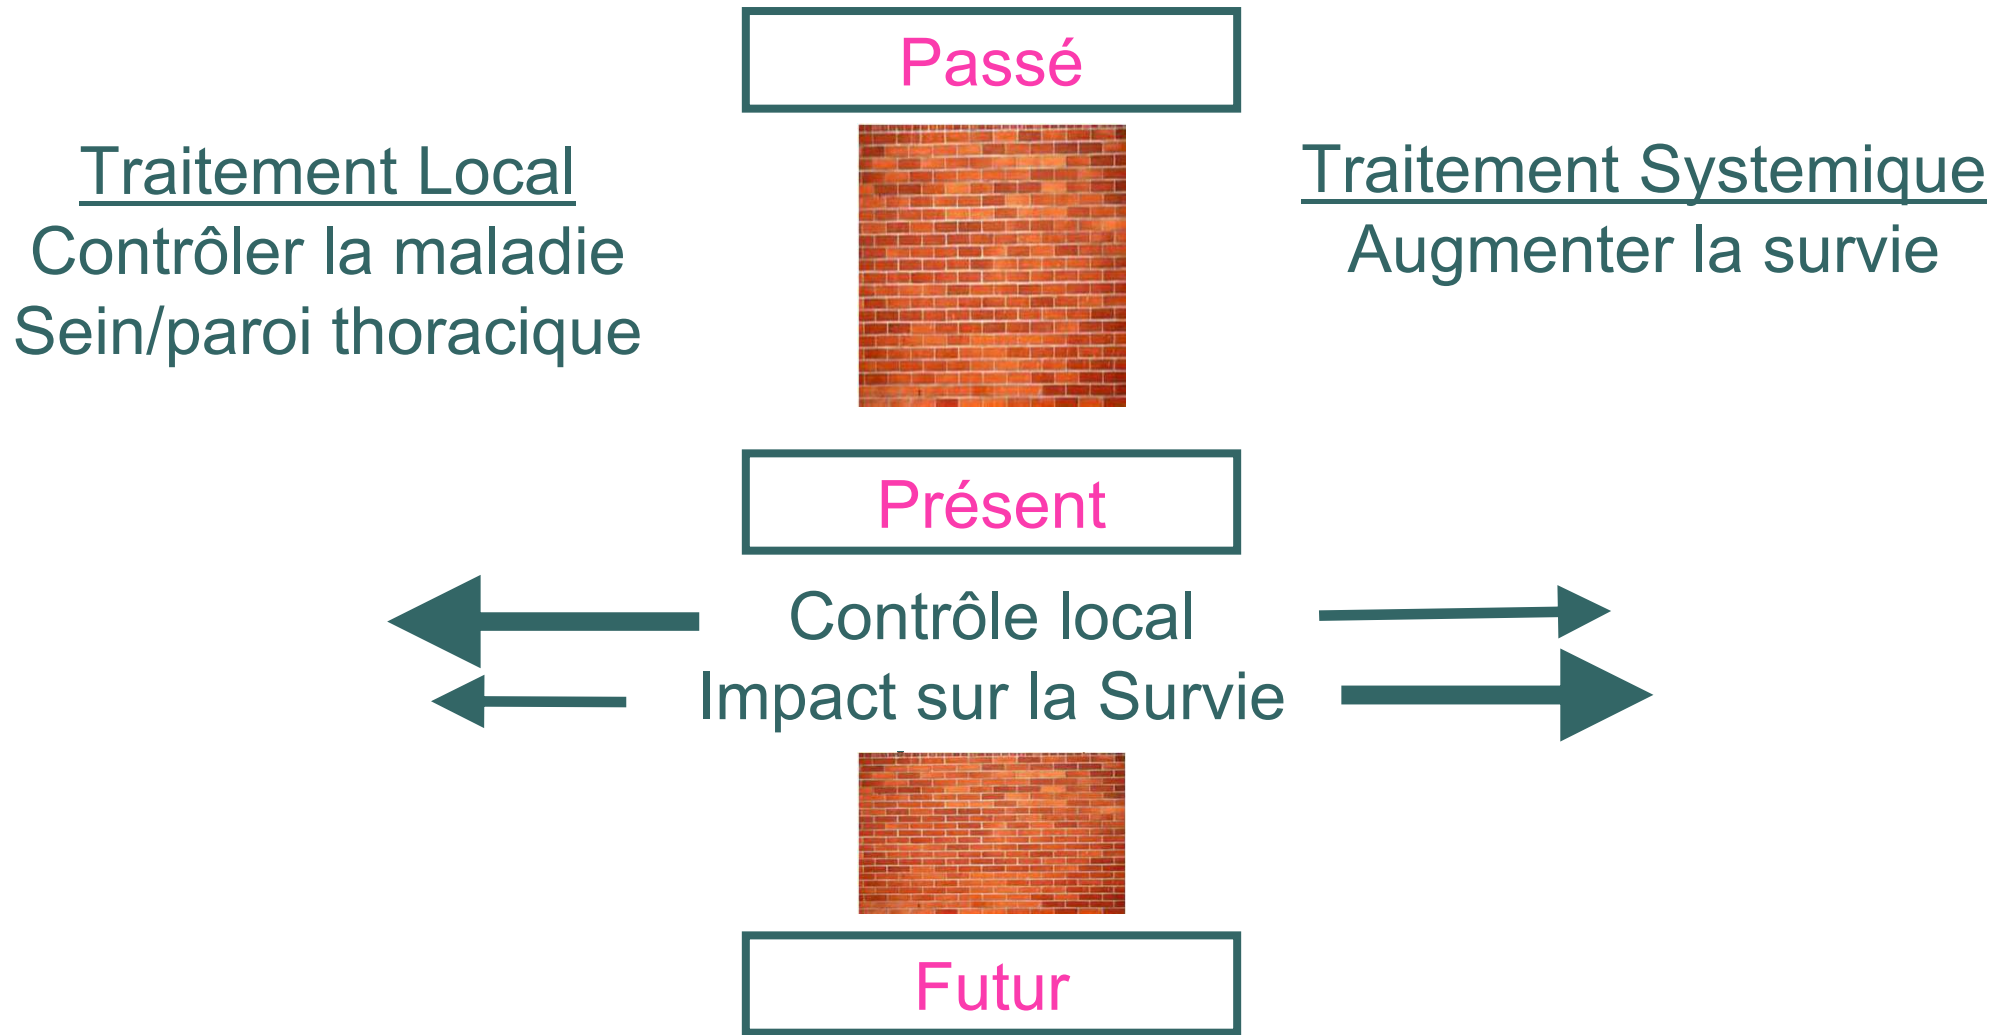 Passé
Traitement Local
Contrôler la maladie
Sein/paroi thoracique
Traitement Systemique
Augmenter la survie
Présent
Contrôle local
Impact sur la Survie
Futur